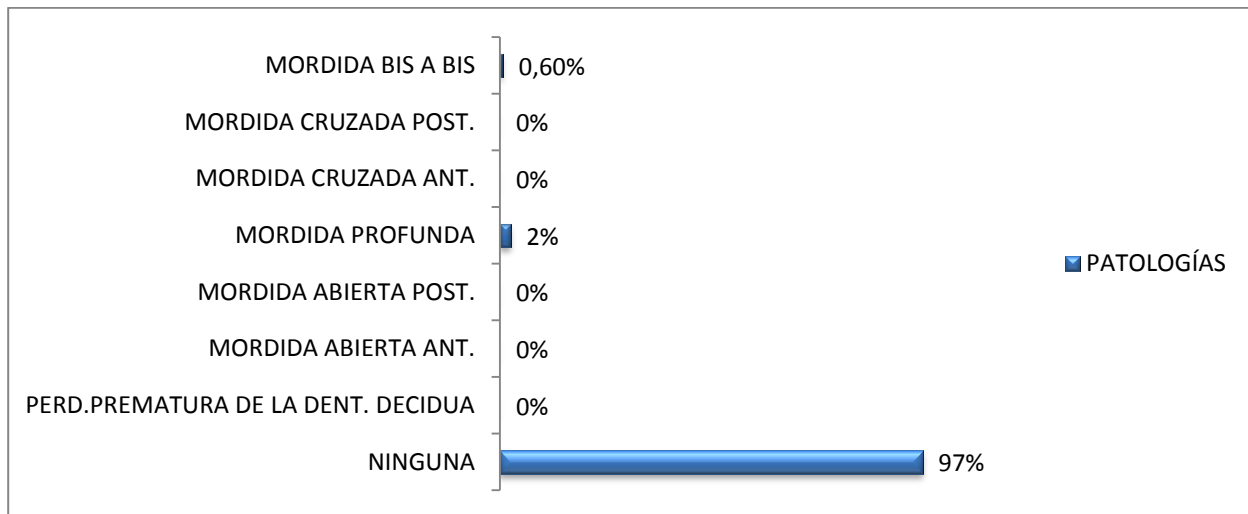 MORDIDA BIS A BIS 0,60%
MORDIDA CRUZADA POST. 0%
MORDIDA CRUZADA ANT. 0%
MORDIDA PROFUNDA 2%
MORDIDA ABIERTA POST. 0%
MORDIDA ABIERTA ANT. 0%
PERD.PREMATURA DE LA DENT. DECIDUA 0%
NINGUNA 97%
PATOLOGÍAS